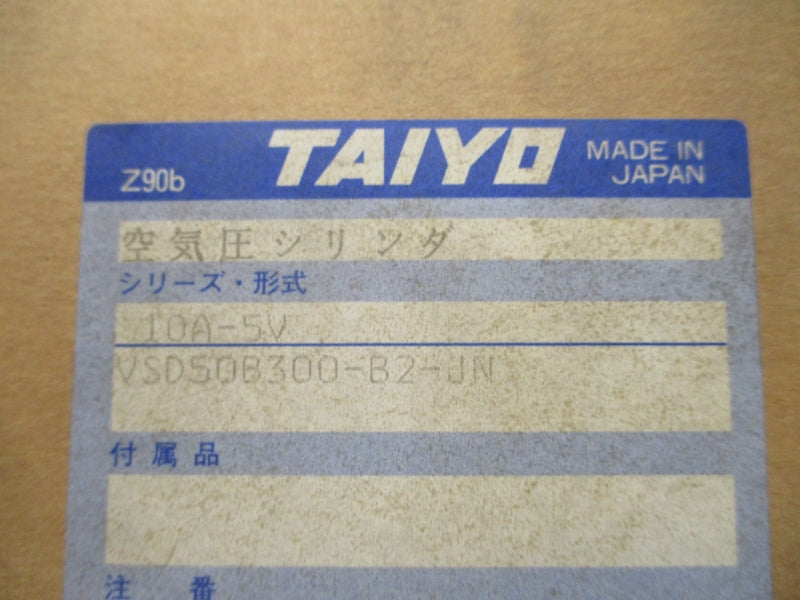 TAIYO
MADE IN
JAPAN
Z90b
空気圧シリンダ
シリーズ・形式
10A-5V
VSD50B300-B2-JN
付属品
注 番